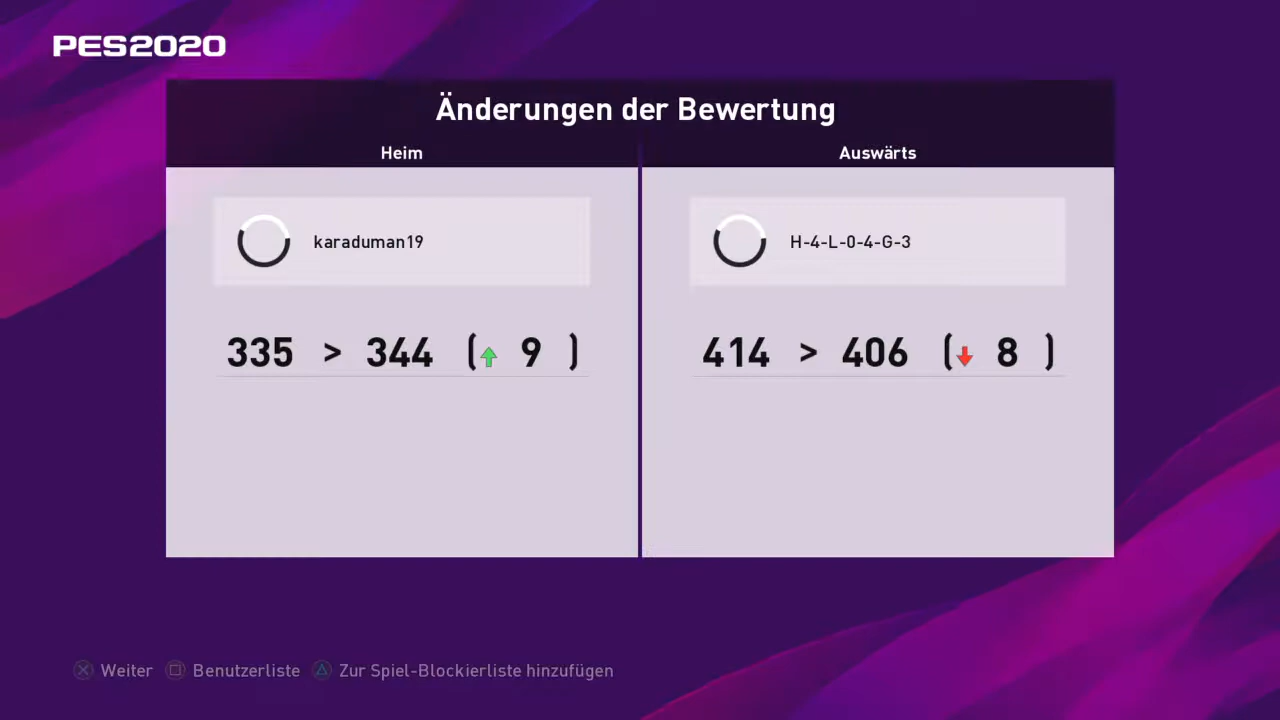 PES2020
Änderungen der Bewertung
Heim
Auswärts
karaduman19
H-4-L-0-4-G-3
335 > 344 ( 9 )
414 > 406 ( 8 )
Weiter Benutzerliste Zur Spiel-Blockierliste hinzufügen